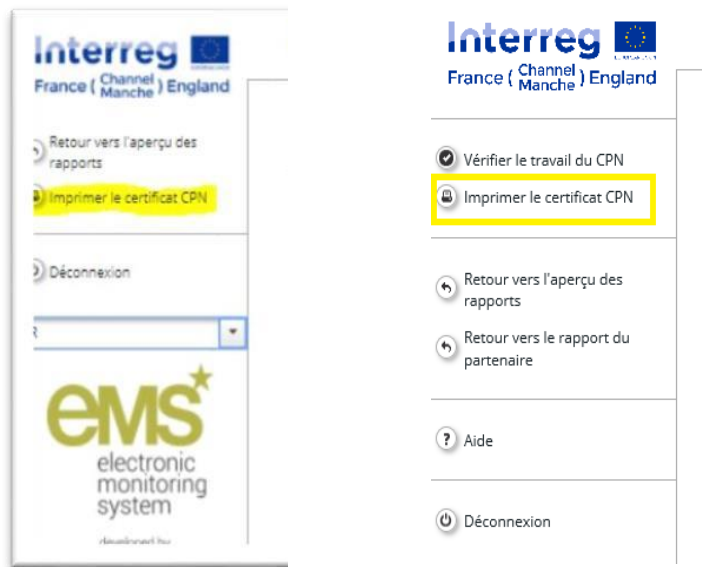 Interreg
France ( Channel Manche ) England
Retour vers l'aperçu des
rapports
Imprimer le certificat CPN
Déconnexion
R
eMS
electronic
monitoring
system
developed by
Interreg
France ( Channel Manche ) England
Vérifier le travail du CPN
Imprimer le certificat CPN
Retour vers l'aperçu des
rapports
Retour vers le rapport du
partenaire
Aide
Déconnexion